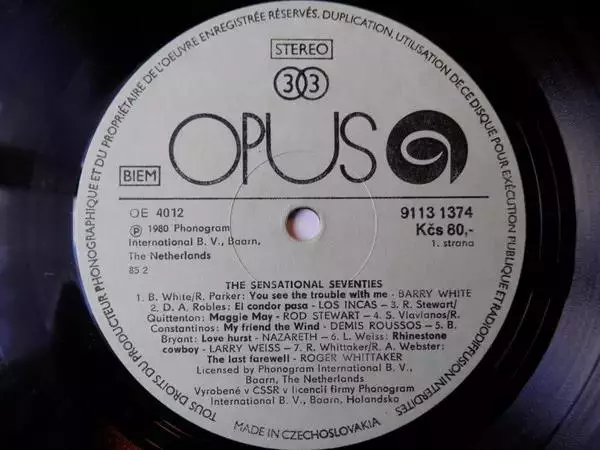 TOUS DROITS DU PRODUCTEUR PHONOGRAPHIQUE ET DU PROPRIÉTAIRE DE L'OEUVRE ENREGISTRÉE RÉSERVÉS. DUPLICATION, UTILISATION DE CE DISQUE POUR EXÉCUTION PUBLIQUE ET RADIODIFFUSION INTERDITES
STEREO
33
OPUS
BIEM
OE 4012
℗ 1980 Phonogram
International B. V., Baarn,
The Netherlands
85 2
9113 1374
Kčs 80,-
1. strana
THE SENSATIONAL SEVENTIES
1. B. White/R. Parker: You see the trouble with me - BARRY WHITE
2. D. A. Robles: El condor pasa - LOS INCAS - 3. R. Stewart/
Quittenton: Maggie May - ROD STEWART - 4. S. Vlavianos/R.
Constantinos: My friend the Wind - DEMIS ROUSSOS - 5. B.
Bryant: Love hurst - NAZARETH - 6. L. Weiss: Rhinestone
cowboy - LARRY WEISS - 7. R. Whittaker/R. A. Webster:
The last farewell - ROGER WHITTAKER
Licensed by Phonogram International B. V.,
Baarn, The Netherlands
Vyrobené v ČSSR v licencii firmy Phonogram
International B. V., Baarn, Holandsko
MADE IN CZECHOSLOVAKIA